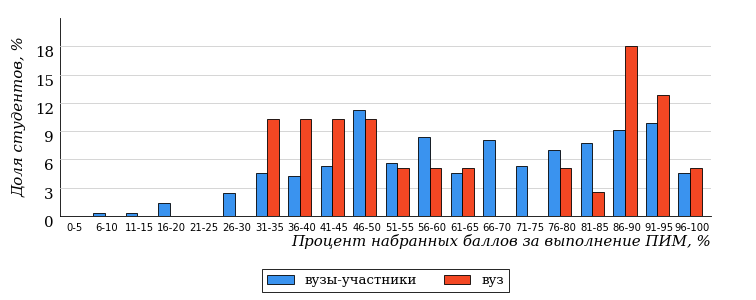 Доля студентов, %
18
15
12
9
6
3
0
0-5 6-10 11-15 16-20 21-25 26-30 31-35 36-40 41-45 46-50 51-55 56-60 61-65 66-70 71-75 76-80 81-85 86-90 91-95 96-100
Процент набранных баллов за выполнение ПИМ, %
вузы-участники вуз